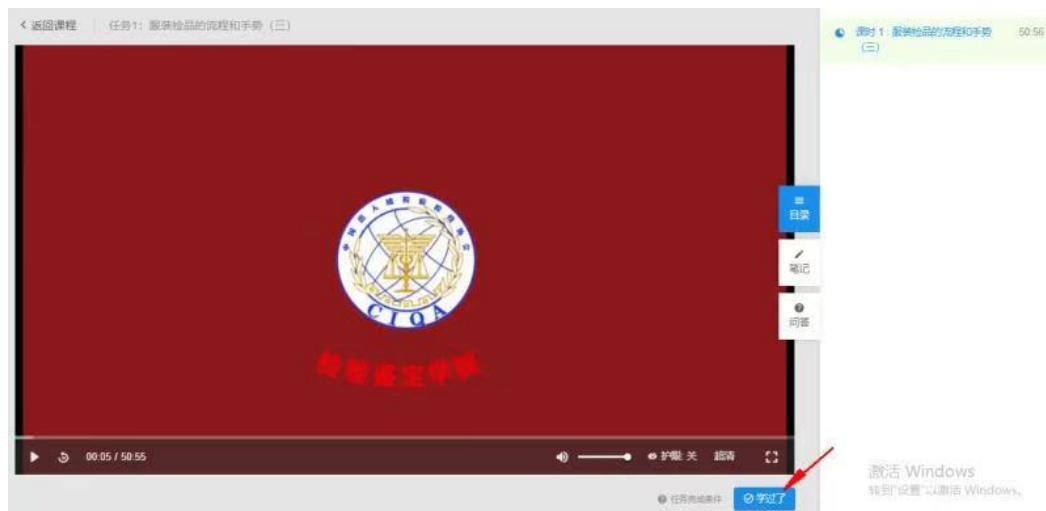 < 返回课程
任务1: 服装检品的流程和手势 (三)
课时 1 : 服装检品的流程和手势
(三)
50:56
CIQA
检验鉴定学院
目录
笔记
问答
00:05 / 50:55
护眼: 关
超清
任务完成条件
学过了
激活 Windows
转到"设置"以激活 Windows。